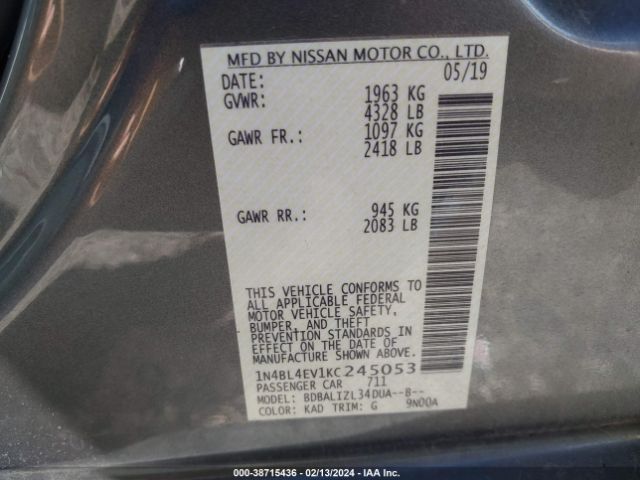 MFD BY NISSAN MOTOR CO., LTD.
DATE: 05/19
GVWR: 1963 KG
4328 LB
GAWR FR.: 1097 KG
2418 LB
GAWR RR.: 945 KG
2083 LB
THIS VEHICLE CONFORMS TO
ALL APPLICABLE FEDERAL
MOTOR VEHICLE SAFETY,
BUMPER, AND THEFT
PREVENTION STANDARDS IN
EFFECT ON THE DATE OF
MANUFACTURE SHOWN ABOVE.
1N4BL4EV1KC245053
PASSENGER CAR 711
MODEL: BDBALIZL34DUA--B--
COLOR: KAD TRIM: G 9N00A
000-38715436 - 02/13/2024 - IAA Inc.